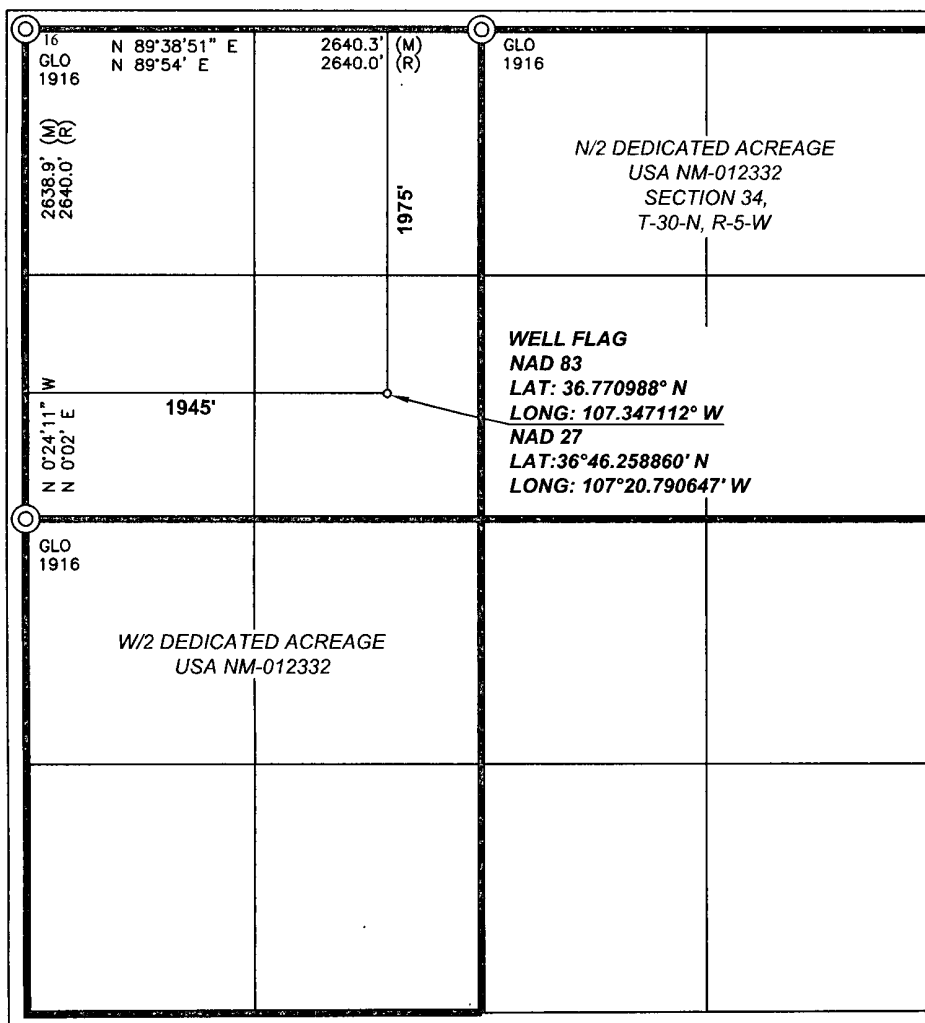 16
GLO
1916
N 89°38'51" E 2640.3' (M)
N 89°54' E 2640.0' (R)
GLO
1916
2638.9' (M)
2640.0' (R)
1975'
N/2 DEDICATED ACREAGE
USA NM-012332
SECTION 34,
T-30-N, R-5-W
WELL FLAG
NAD 83
LAT: 36.770988° N
LONG: 107.347112° W
NAD 27
LAT:36°46.258860' N
LONG: 107°20.790647' W
1945'
N 0°24'11" W
N 0°02' E
GLO
1916
W/2 DEDICATED ACREAGE
USA NM-012332